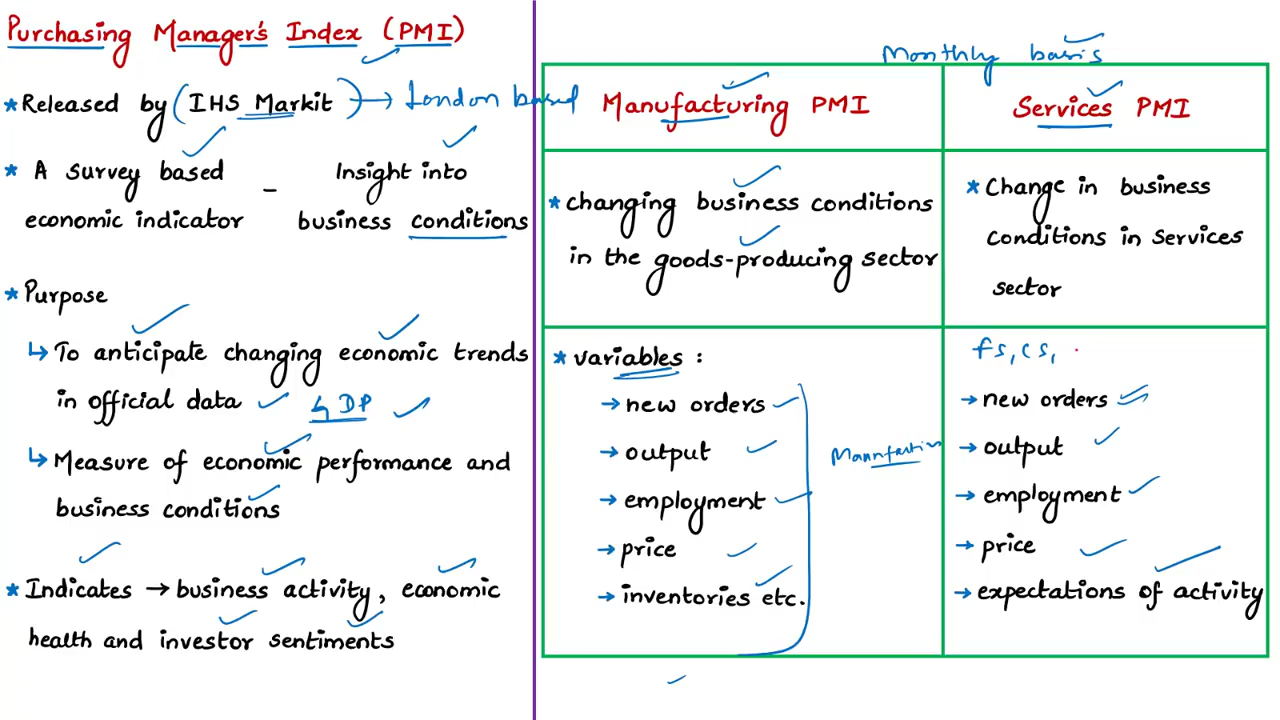 Purchasing Manager's Index (PMI)
* Released by (IHS Markit) → London based
* A survey based - Insight into
economic indicator business conditions
* Purpose
↳ To anticipate changing economic trends
in official data GDP
↳ Measure of economic performance and
business conditions
* Indicates → business activity, economic
health and investor sentiments
Monthly basis
Manufacturing PMI
* changing business conditions
in the goods-producing sector
* variables :
→ new orders
→ output
→ employment
→ price
→ inventories etc.
Services PMI
* Change in business
Conditions in Services
sector
fs, cs,
→ new orders
→ output
→ employment
→ price
→ expectations of activity